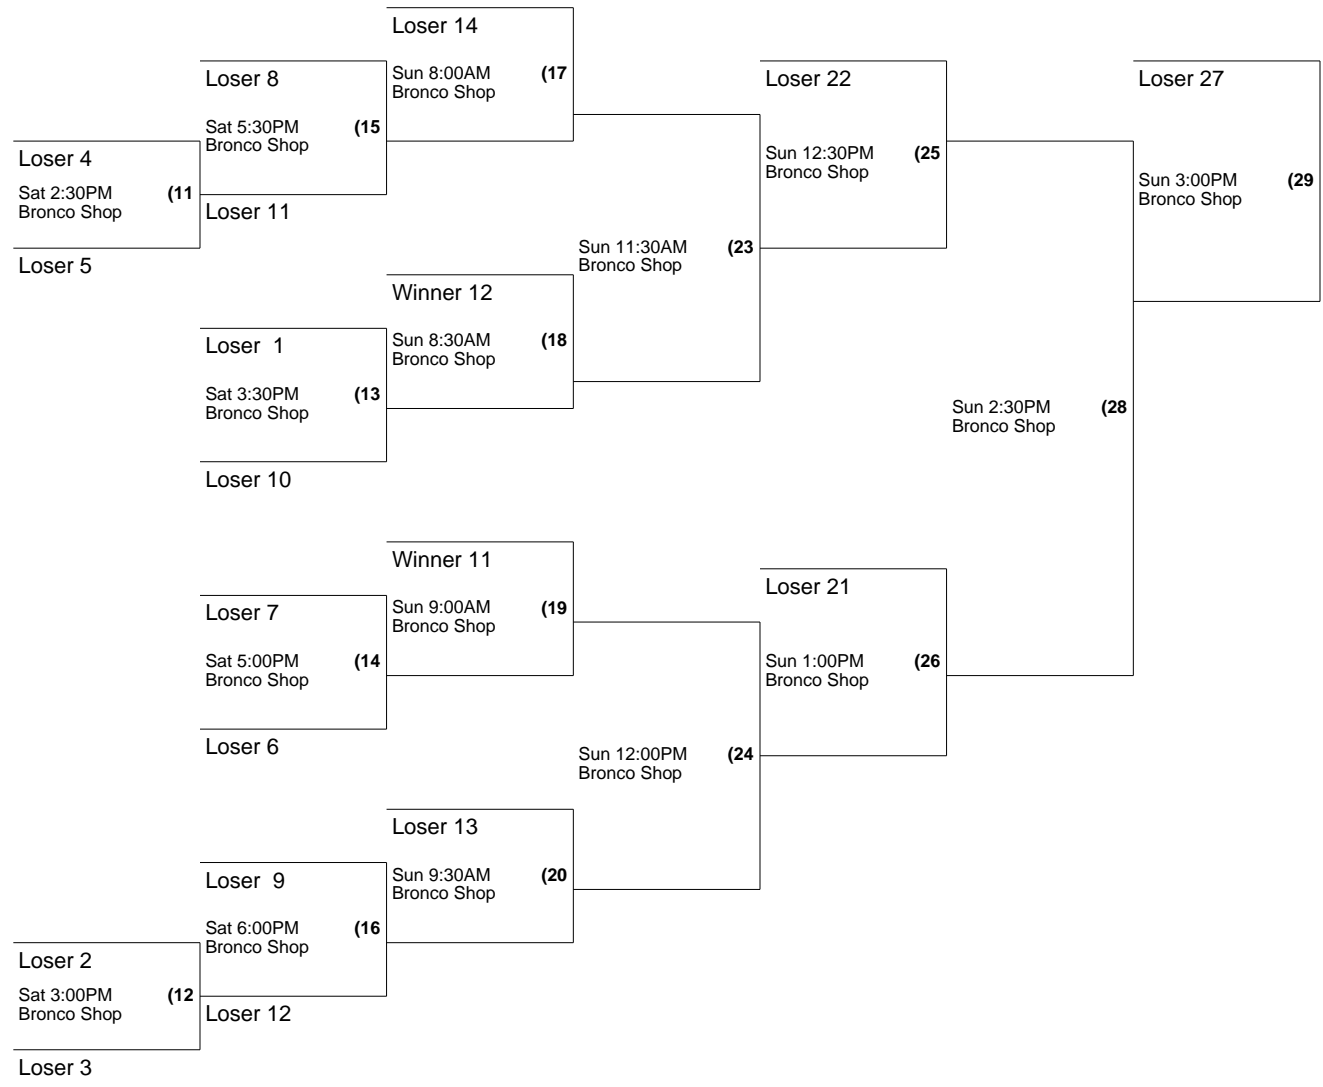 Loser 14
Sun 8:00AM (17
Bronco Shop
Loser 8
Sat 5:30PM (15
Bronco Shop
Loser 11
Loser 4
Sat 2:30PM (11
Bronco Shop
Loser 5
Winner 12
Sun 8:30AM (18
Bronco Shop
Loser 1
Sat 3:30PM (13
Bronco Shop
Loser 10
Sun 11:30AM (23
Bronco Shop
Loser 22
Sun 12:30PM (25
Bronco Shop
Loser 27
Sun 3:00PM (29
Bronco Shop
Sun 2:30PM (28
Bronco Shop
Winner 11
Sun 9:00AM (19
Bronco Shop
Loser 7
Sat 5:00PM (14
Bronco Shop
Loser 6
Loser 21
Sun 1:00PM (26
Bronco Shop
Sun 12:00PM (24
Bronco Shop
Loser 13
Sun 9:30AM (20
Bronco Shop
Loser 9
Sat 6:00PM (16
Bronco Shop
Loser 12
Loser 2
Sat 3:00PM (12
Bronco Shop
Loser 3